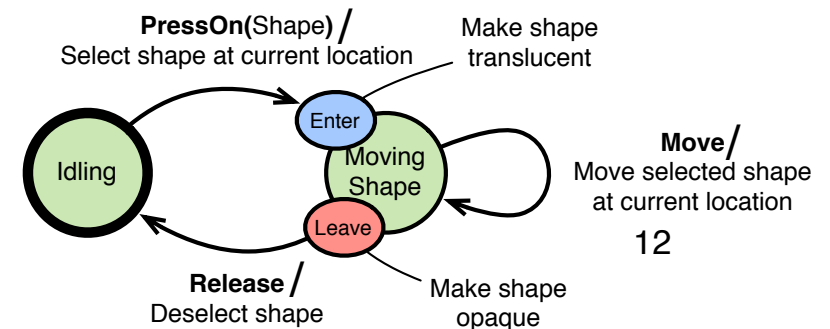 PressOn(Shape) /
Select shape at current location
Make shape
translucent
Enter
Idling
Moving
Shape
Move/
Move selected shape
at current location
12
Leave
Release /
Deselect shape
Make shape
opaque